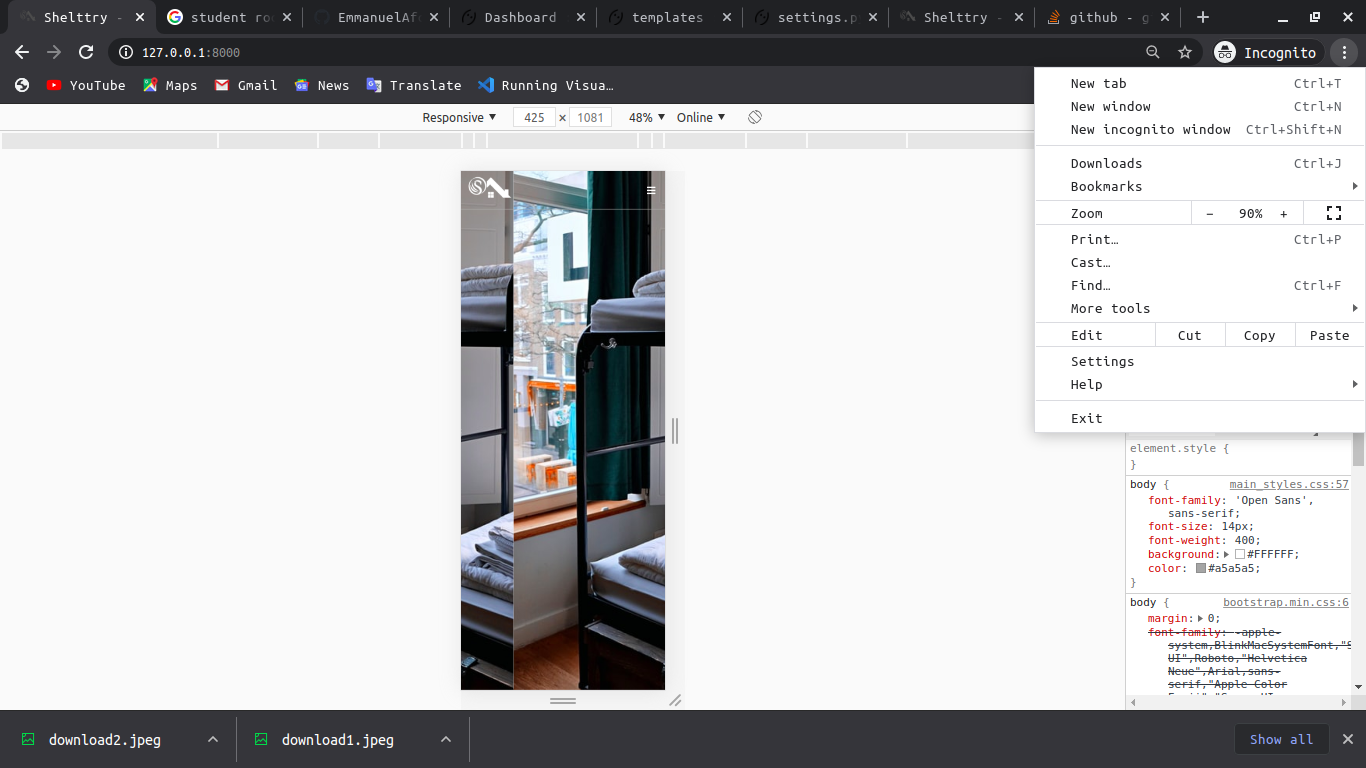 Shelttry -
student ro
EmmanuelAf
Dashboard
templates
settings.p
Shelttry -
github - g
127.0.0.1:8000
Incognito
YouTube
Maps
Gmail
News
Translate
Running Visua…
Responsive 425 × 1081 48% Online
New tab Ctrl+T
New window Ctrl+N
New incognito window Ctrl+Shift+N
Downloads Ctrl+J
Bookmarks
Zoom - 90% +
Print… Ctrl+P
Cast…
Find… Ctrl+F
More tools
Edit Cut Copy Paste
Settings
Help
Exit
element.style {
}
body { main_styles.css:57
font-family: 'Open Sans',
sans-serif;
font-size: 14px;
font-weight: 400;
background: #FFFFFF;
color: #a5a5a5;
}
body { bootstrap.min.css:6
margin: 0;
font-family: -apple-
system,BlinkMacSystemFont,"S
UI",Roboto,"Helvetica
Neue",Arial,sans-
serif,"Apple Color
download2.jpeg
download1.jpeg
Show all